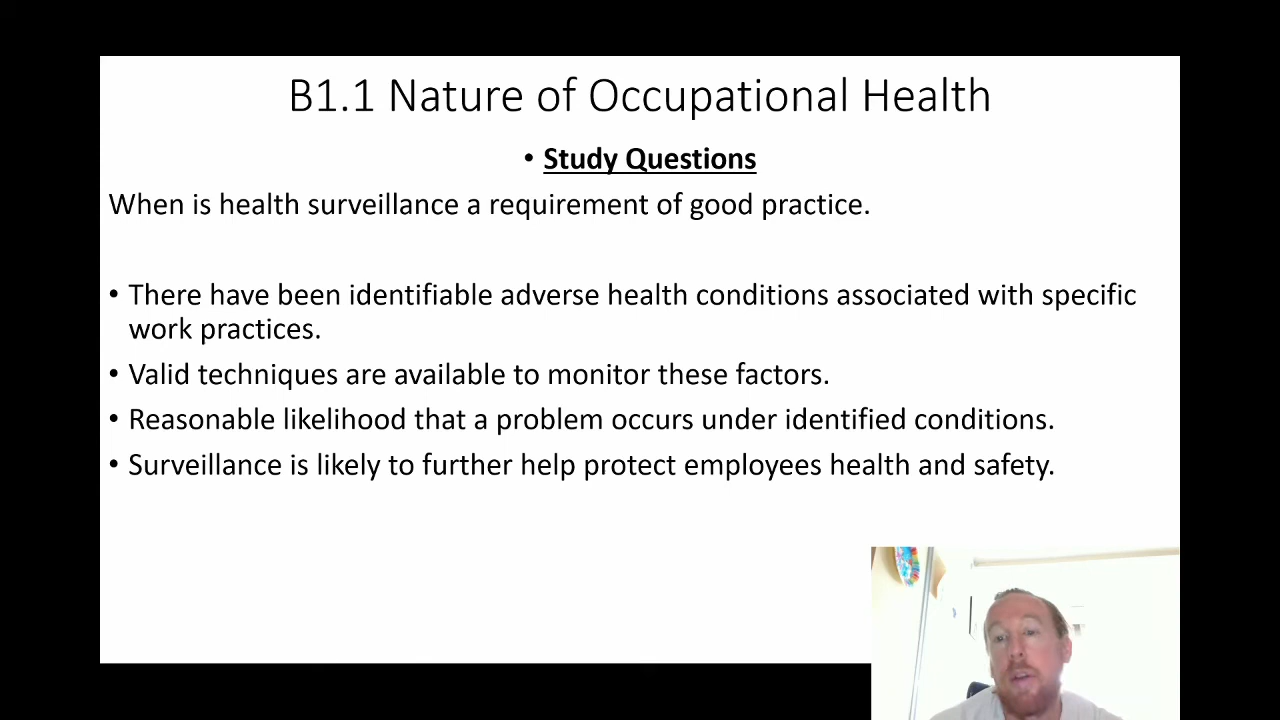 B1.1 Nature of Occupational Health
• Study Questions
When is health surveillance a requirement of good practice.
• There have been identifiable adverse health conditions associated with specific
work practices.
• Valid techniques are available to monitor these factors.
• Reasonable likelihood that a problem occurs under identified conditions.
• Surveillance is likely to further help protect employees health and safety.